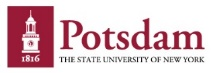 Potsdam
1816
THE STATE UNIVERSITY OF NEW YORK